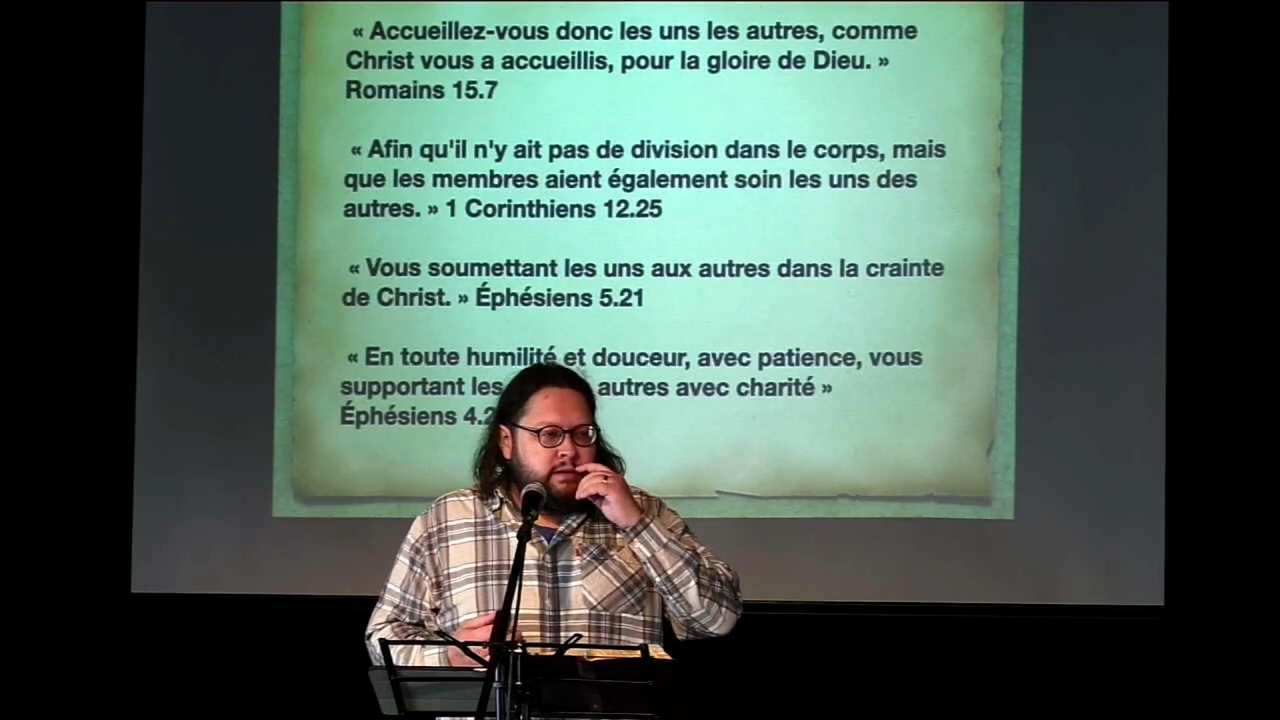 « Accueillez-vous donc les uns les autres, comme
Christ vous a accueillis, pour la gloire de Dieu. »
Romains 15.7
« Afin qu'il n'y ait pas de division dans le corps, mais
que les membres aient également soin les uns des
autres. » 1 Corinthiens 12.25
« Vous soumettant les uns aux autres dans la crainte
de Christ. » Éphésiens 5.21
« En toute humilité et douceur, avec patience, vous
supportant les autres avec charité »
Éphésiens 4.2